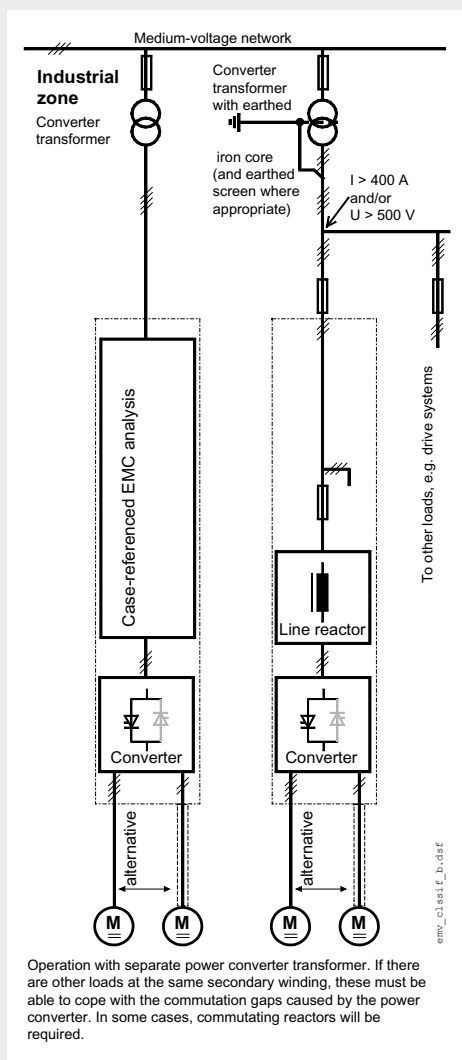 Medium-voltage network
Industrial
zone
Converter
transformer
Converter
transformer
with earthed
iron core
(and earthed
screen where
appropriate)
I > 400 A
and/or
U > 500 V
To other loads, e.g. drive systems
Case-referenced EMC analysis
Line reactor
Converter
Converter
alternative
alternative
M
M
M
M
emv_clssif_b.dsf
Operation with separate power converter transformer. If there
are other loads at the same secondary winding, these must be
able to cope with the commutation gaps caused by the power
converter. In some cases, commutating reactors will be
required.